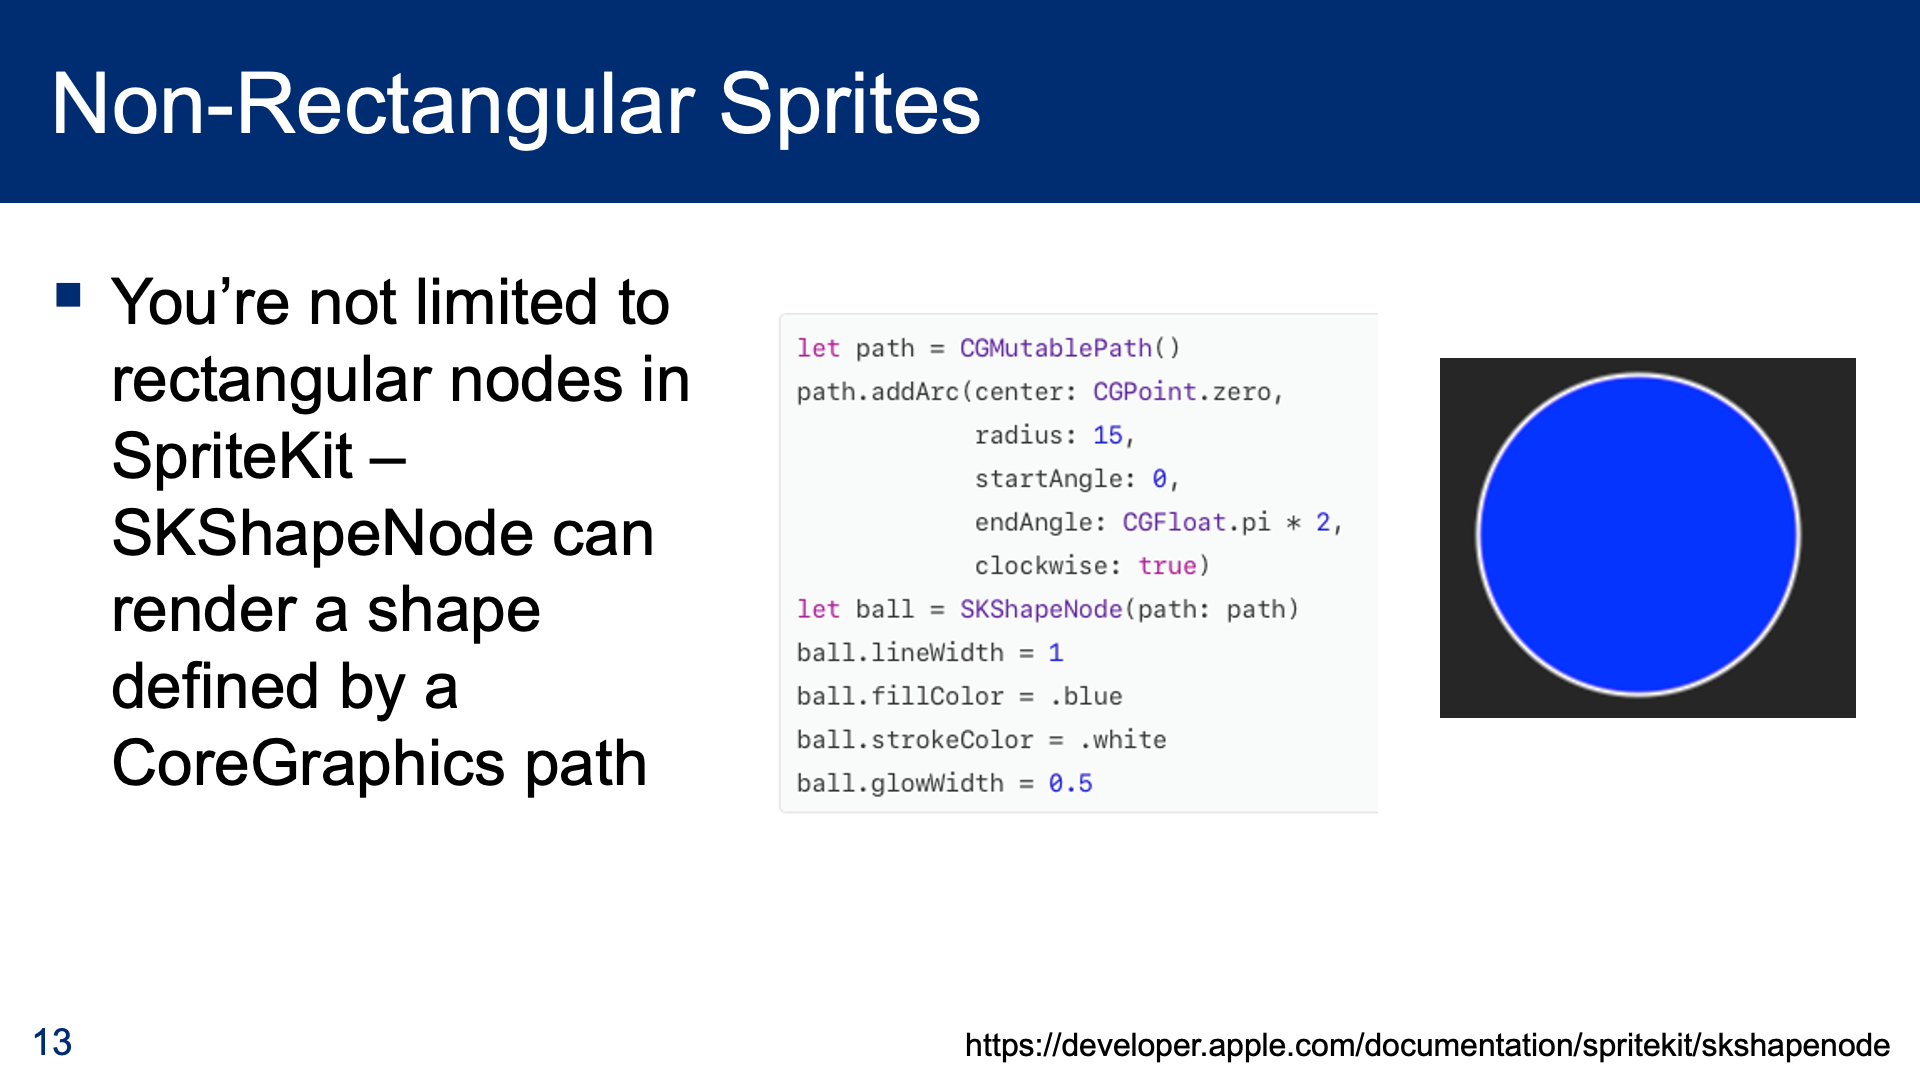 Non-Rectangular Sprites
You’re not limited to
rectangular nodes in
SpriteKit –
SKShapeNode can
render a shape
defined by a
CoreGraphics path
let path = CGMutablePath()
path.addArc(center: CGPoint.zero,
            radius: 15,
            startAngle: 0,
            endAngle: CGFloat.pi * 2,
            clockwise: true)
let ball = SKShapeNode(path: path)
ball.lineWidth = 1
ball.fillColor = .blue
ball.strokeColor = .white
ball.glowWidth = 0.5
13
https://developer.apple.com/documentation/spritekit/skshapenode